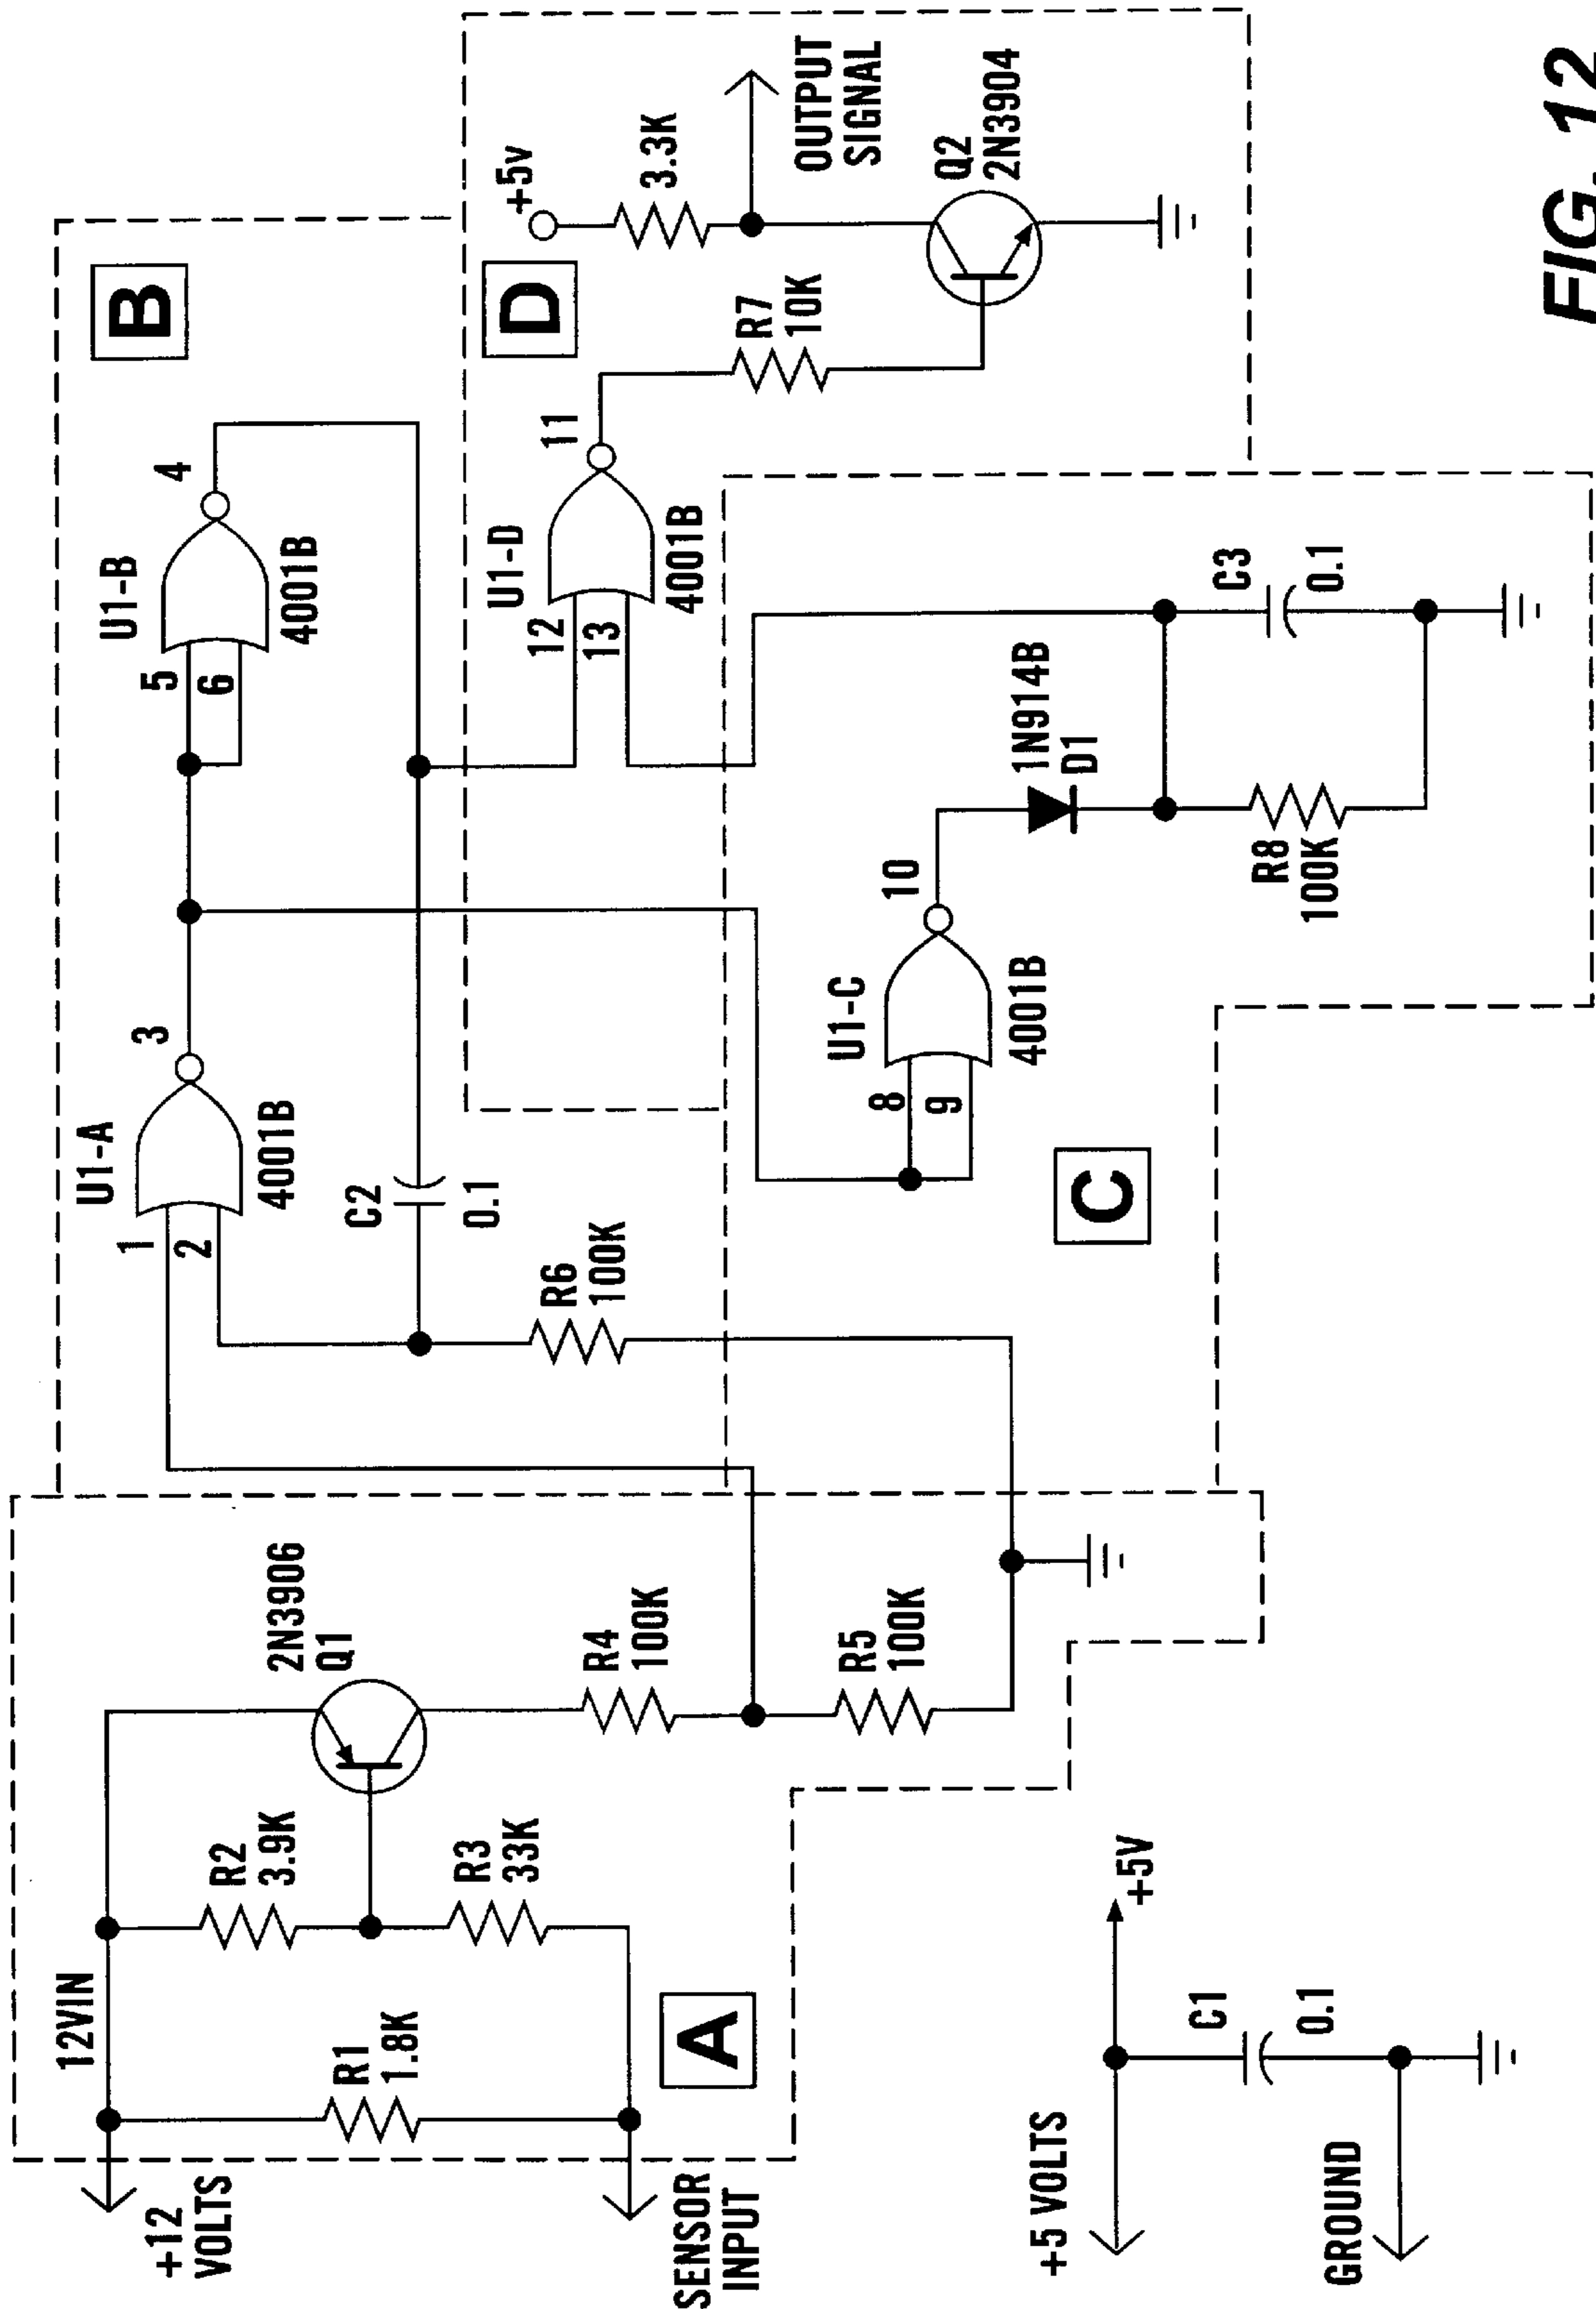 +12
VOLTS
12VIN
R1
1.8K
R2
3.9K
R3
33K
SENSOR
INPUT
A
2N3906
Q1
R4
100K
R5
100K
U1-A
1
2
3
4001B
C2
0.1
R6
100K
U1-B
5
6
4
4001B
B
U1-D
12
13
11
4001B
D
+5v
3.3K
R7
10K
OUTPUT
SIGNAL
Q2
2N3904
U1-C
8
9
10
4001B
1N914B
D1
R8
100K
C3
0.1
C
+5 VOLTS
+5V
C1
0.1
GROUND
FIG. 12